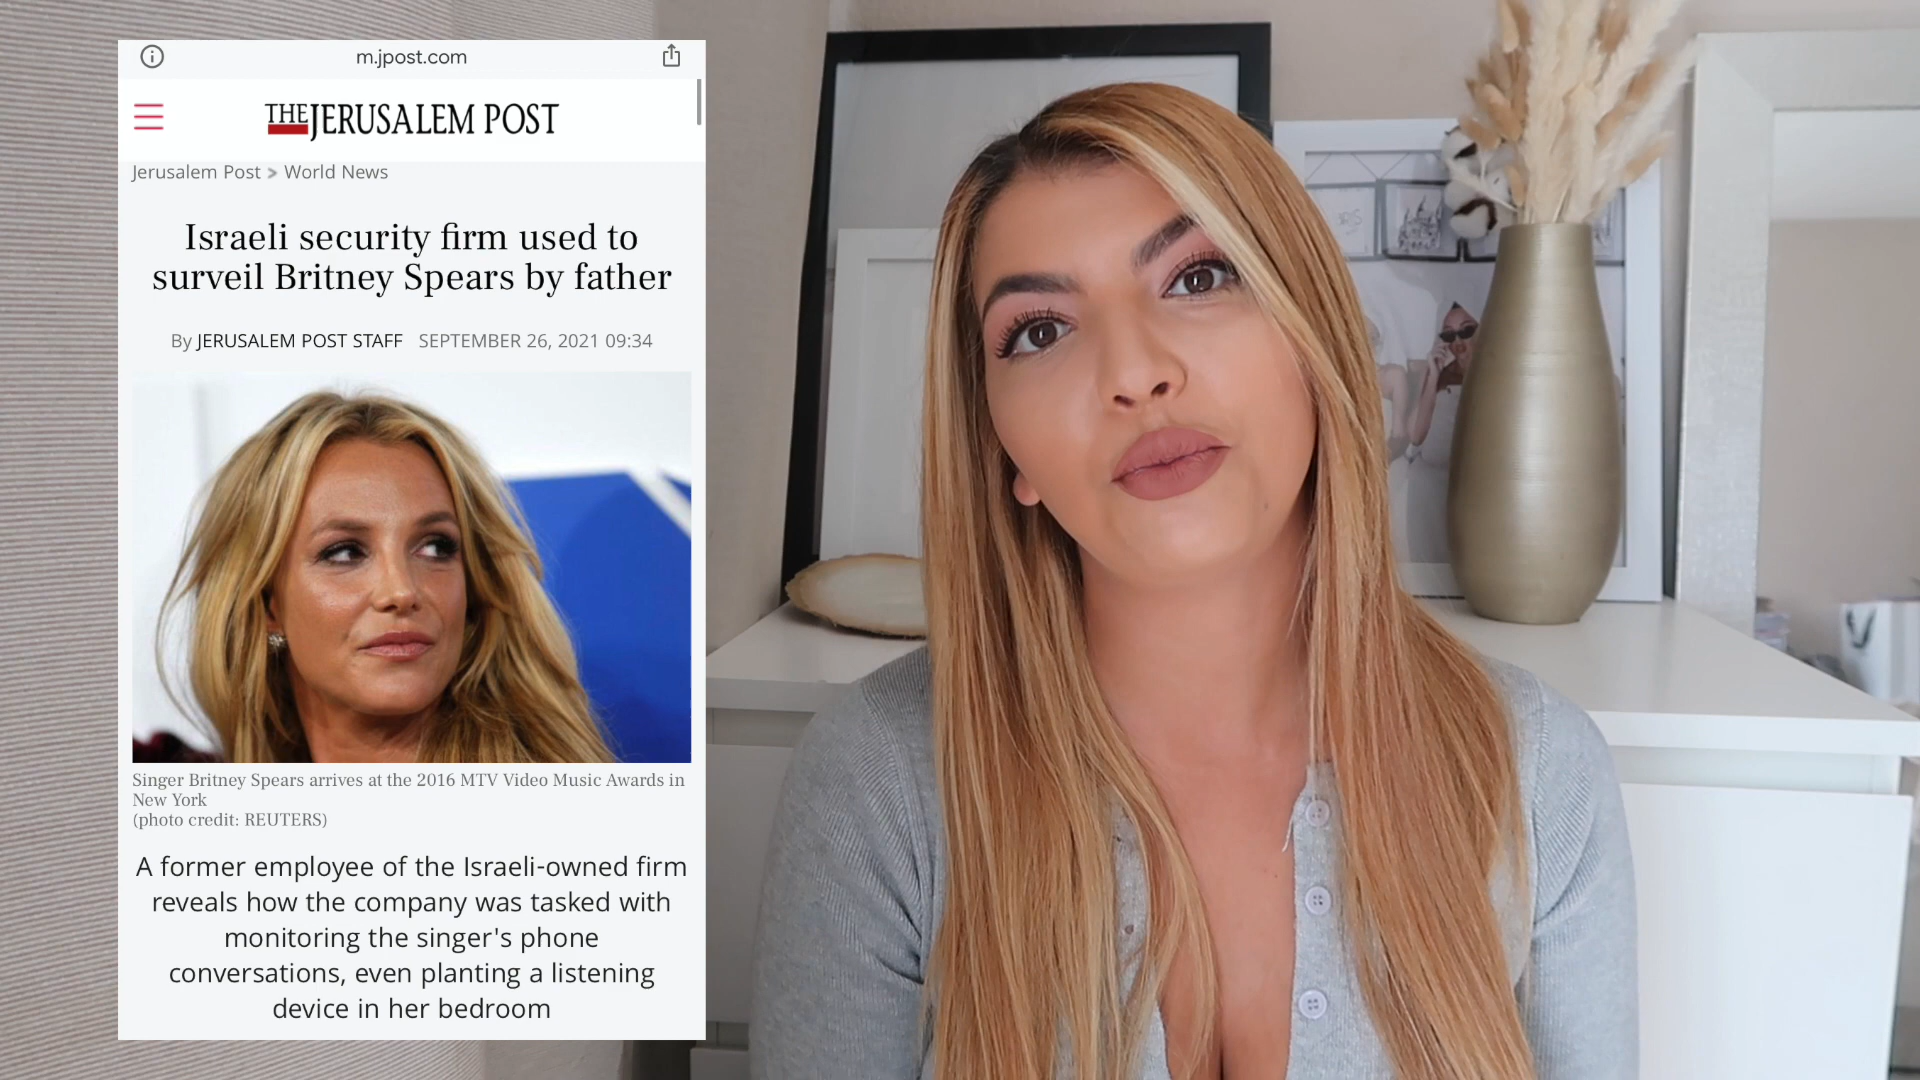 m.jpost.com
THE JERUSALEM POST
Jerusalem Post > World News
Israeli security firm used to
surveil Britney Spears by father
By JERUSALEM POST STAFF SEPTEMBER 26, 2021 09:34
Singer Britney Spears arrives at the 2016 MTV Video Music Awards in
New York
(photo credit: REUTERS)
A former employee of the Israeli-owned firm
reveals how the company was tasked with
monitoring the singer's phone
conversations, even planting a listening
device in her bedroom